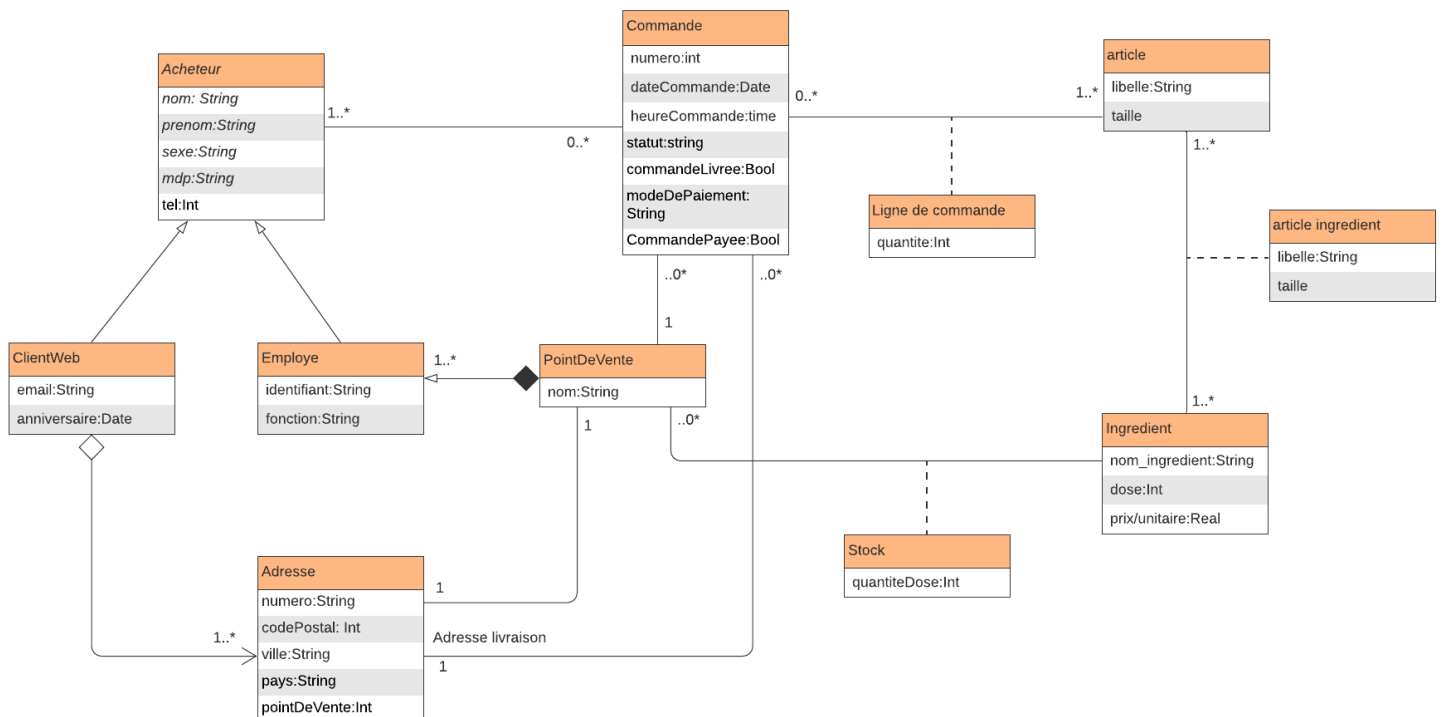 Commande
numero:int
dateCommande:Date
heureCommande:time
statut:string
commandeLivree:Bool
modeDePaiement:
String
CommandePayee:Bool
Acheteur
nom: String
prenom:String
sexe:String
mdp:String
tel:Int
1..*
0..*
0..*
1..*
article
libelle:String
taille
1..*
Ligne de commande
quantite:Int
article ingredient
libelle:String
taille
..0*
..0*
1
ClientWeb
email:String
anniversaire:Date
Employe
identifiant:String
fonction:String
1..*
PointDeVente
nom:String
1
..0*
1..*
Ingredient
nom_ingredient:String
dose:Int
prix/unitaire:Real
Stock
quantiteDose:Int
Adresse
numero:String
codePostal: Int
ville:String
pays:String
pointDeVente:Int
1
1..*
Adresse livraison
1